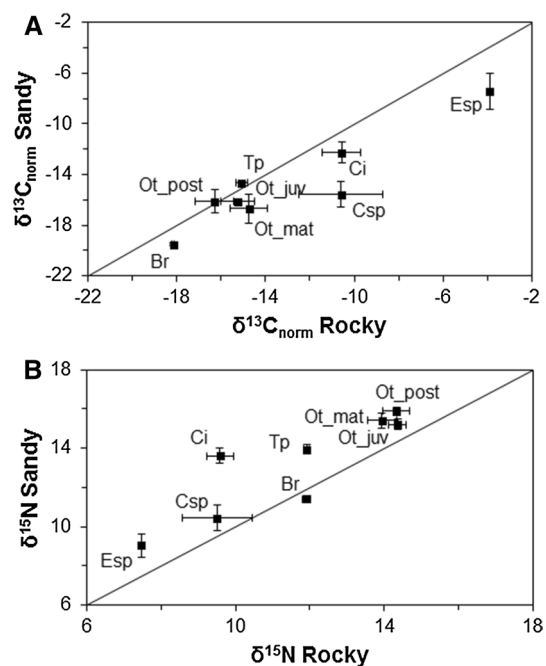 A
-2
-6
-10
-14
-18
-22
δ¹³Cnorm Sandy
Esp
Tp
Ci
Ot_post
Ot_juv
Csp
Ot_mat
Br
-22 -18 -14 -10 -6 -2
δ¹³Cnorm Rocky
B
18
14
10
6
δ¹⁵N Sandy
Ot_post
Ot_mat
Ci
Tp
Ot_juv
Br
Csp
Esp
6 10 14 18
δ¹⁵N Rocky